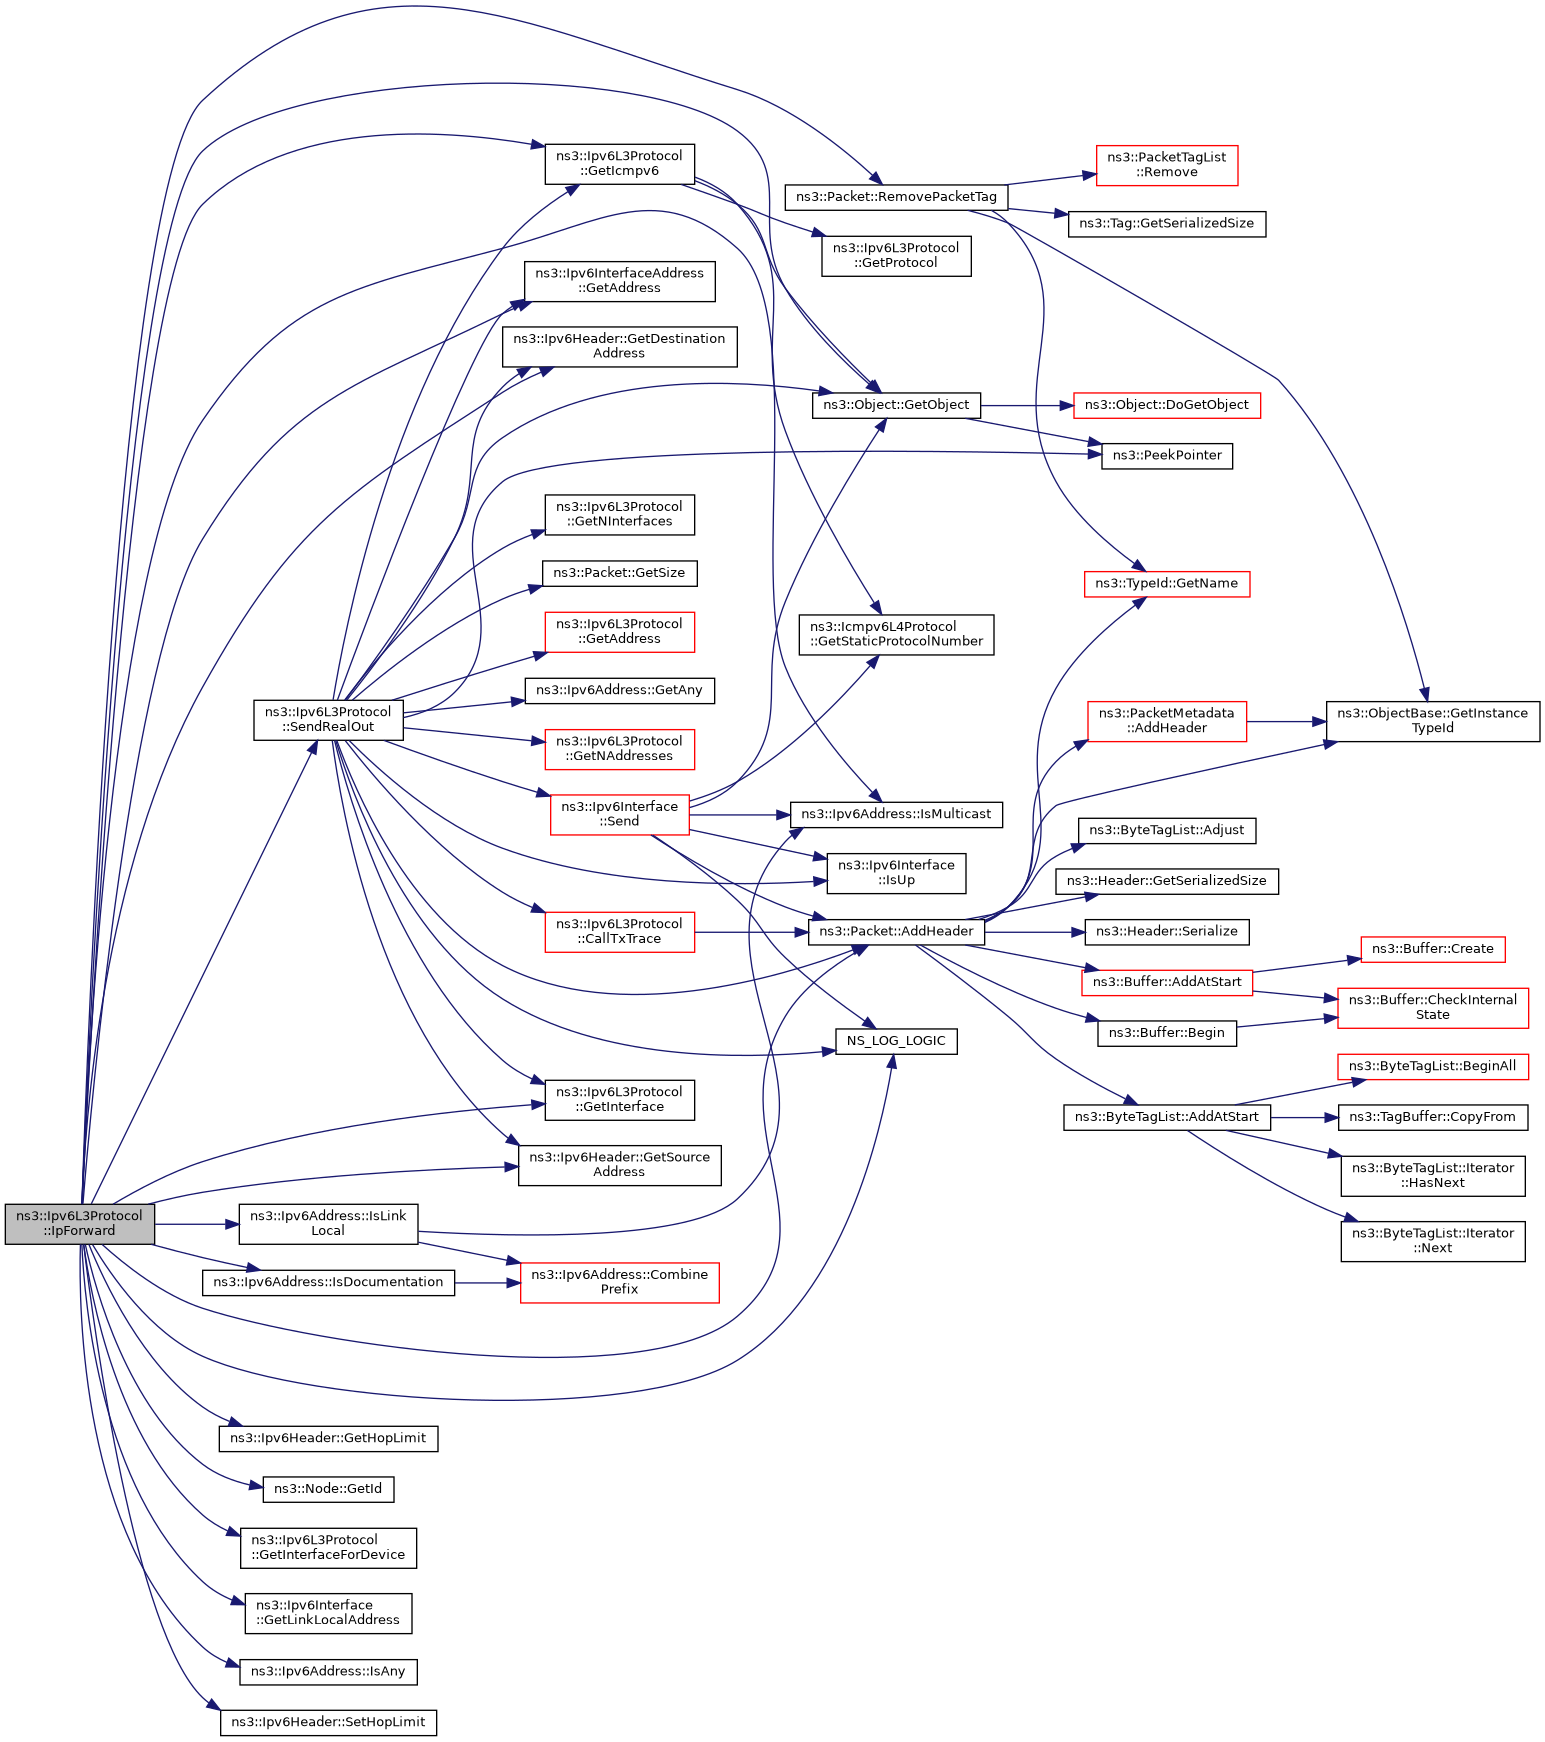 ns3::Ipv6L3Protocol
::IpForward
ns3::Ipv6L3Protocol
::SendRealOut
ns3::Ipv6Address::IsLink
Local
ns3::Ipv6Address::IsDocumentation
ns3::Ipv6Header::GetHopLimit
ns3::Node::GetId
ns3::Ipv6L3Protocol
::GetInterfaceForDevice
ns3::Ipv6Interface
::GetLinkLocalAddress
ns3::Ipv6Address::IsAny
ns3::Ipv6Header::SetHopLimit
ns3::Ipv6L3Protocol
::GetIcmpv6
ns3::Ipv6InterfaceAddress
::GetAddress
ns3::Ipv6Header::GetDestination
Address
ns3::Ipv6L3Protocol
::GetNInterfaces
ns3::Packet::GetSize
ns3::Ipv6L3Protocol
::GetAddress
ns3::Ipv6Address::GetAny
ns3::Ipv6L3Protocol
::GetNAddresses
ns3::Ipv6Interface
::Send
ns3::Ipv6L3Protocol
::CallTxTrace
ns3::Ipv6L3Protocol
::GetInterface
ns3::Ipv6Header::GetSource
Address
ns3::Ipv6Address::Combine
Prefix
ns3::Packet::RemovePacketTag
ns3::Ipv6L3Protocol
::GetProtocol
ns3::Object::GetObject
ns3::Icmpv6L4Protocol
::GetStaticProtocolNumber
ns3::Ipv6Address::IsMulticast
ns3::Ipv6Interface
::IsUp
ns3::Packet::AddHeader
NS_LOG_LOGIC
ns3::PacketTagList
::Remove
ns3::Tag::GetSerializedSize
ns3::Object::DoGetObject
ns3::PeekPointer
ns3::TypeId::GetName
ns3::PacketMetadata
::AddHeader
ns3::ByteTagList::Adjust
ns3::Header::GetSerializedSize
ns3::Header::Serialize
ns3::Buffer::AddAtStart
ns3::Buffer::Begin
ns3::ByteTagList::AddAtStart
ns3::ObjectBase::GetInstance
TypeId
ns3::Buffer::Create
ns3::Buffer::CheckInternal
State
ns3::ByteTagList::BeginAll
ns3::TagBuffer::CopyFrom
ns3::ByteTagList::Iterator
::HasNext
ns3::ByteTagList::Iterator
::Next